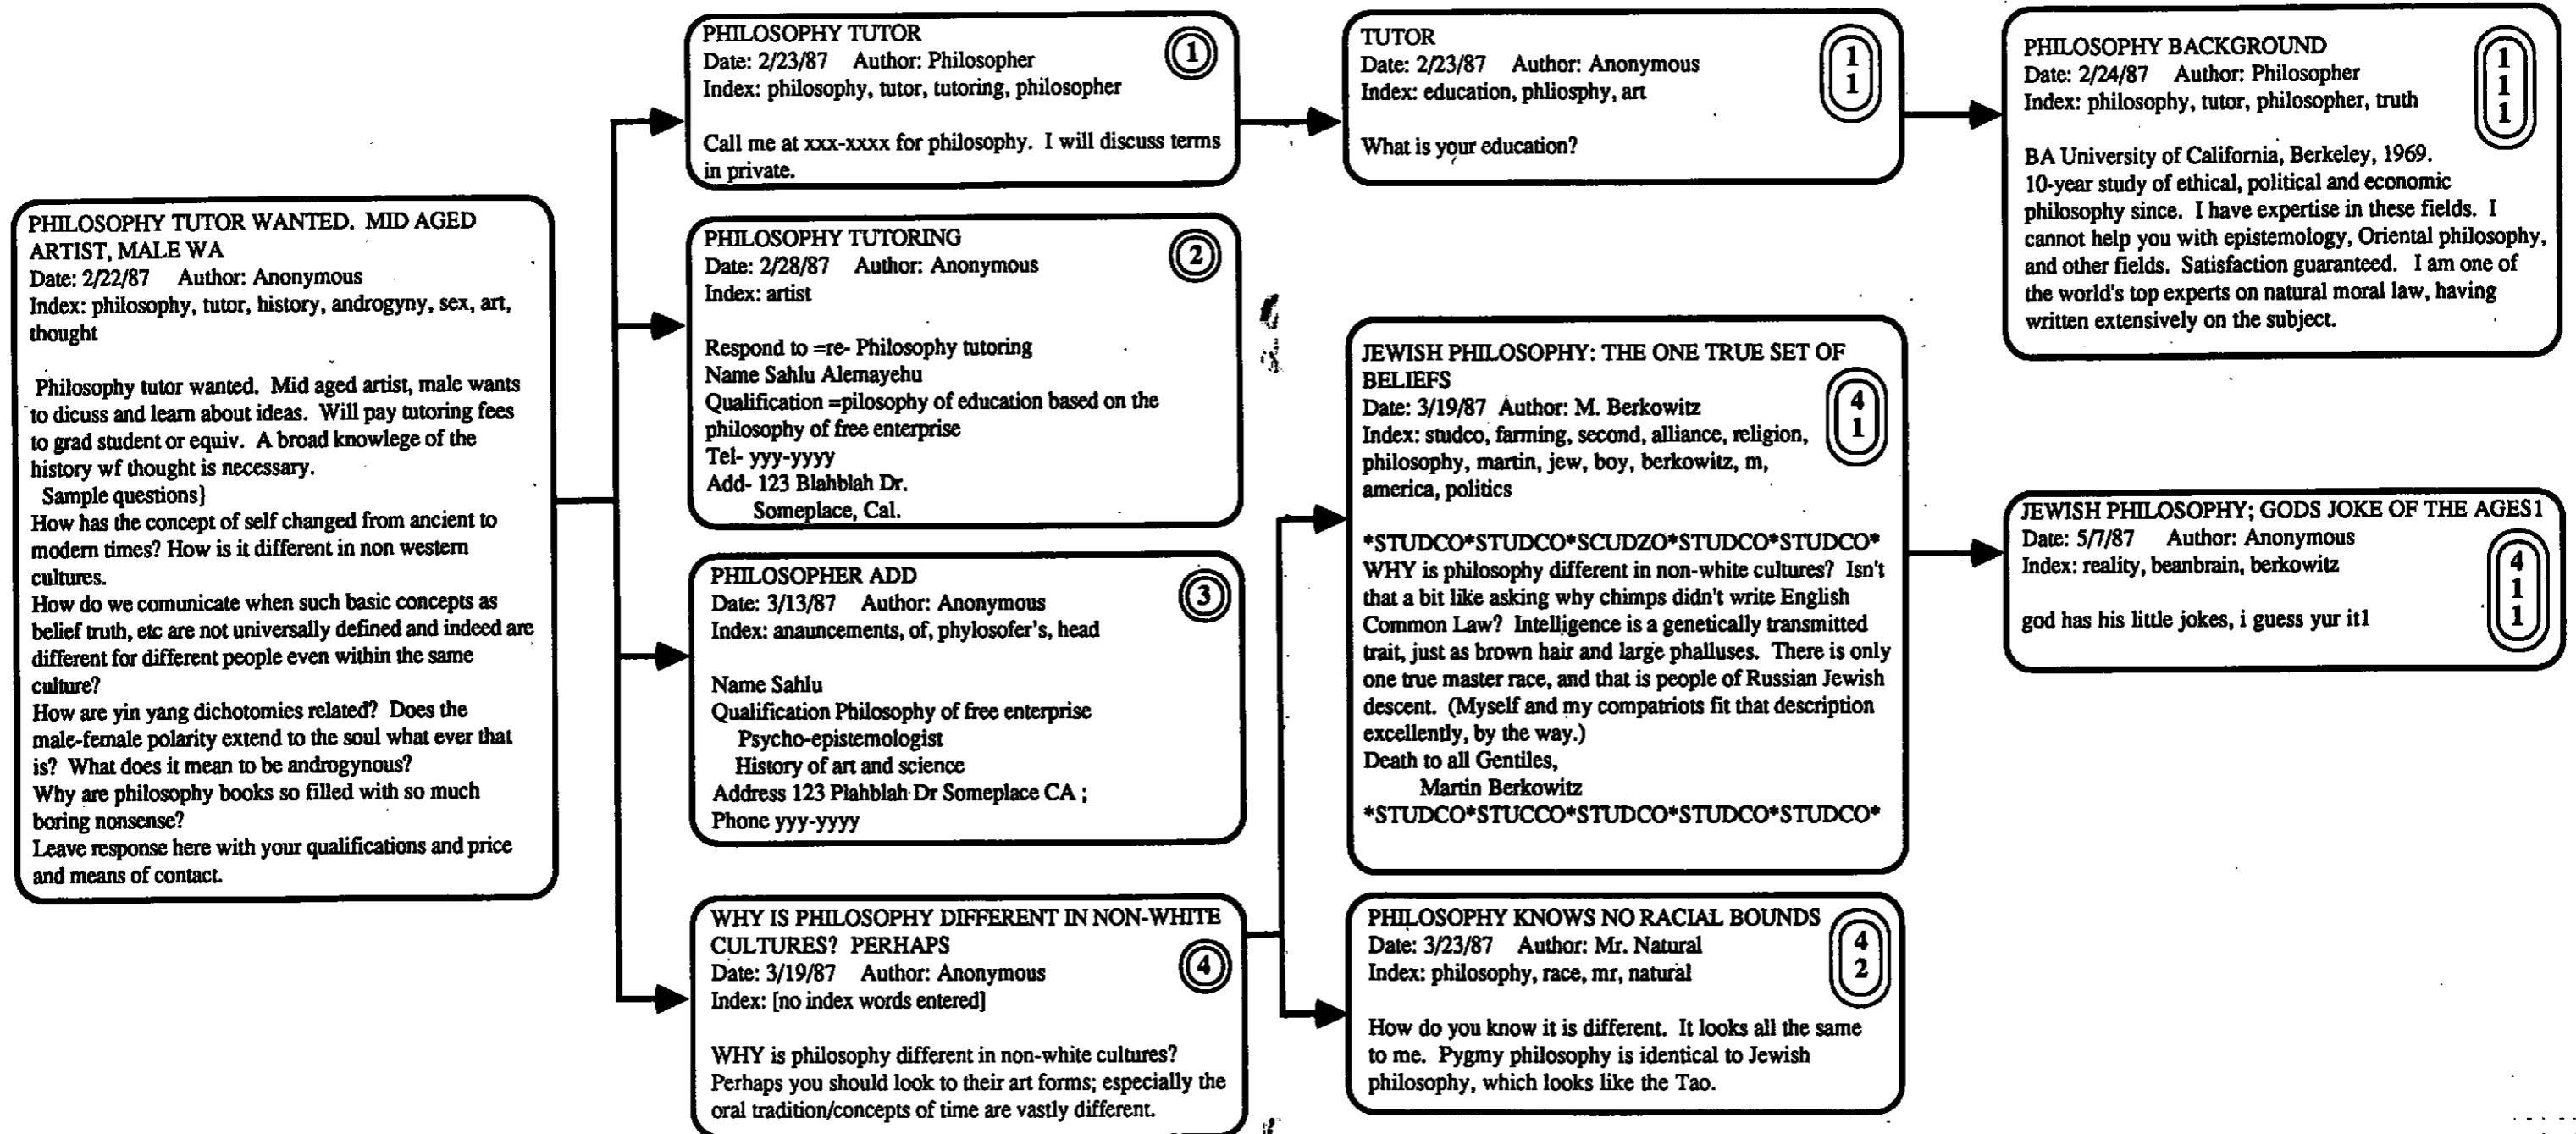 PHILOSOPHY TUTOR WANTED. MID AGED
ARTIST, MALE WA
Date: 2/22/87 Author: Anonymous
Index: philosophy, tutor, history, androgyny, sex, art,
thought
Philosophy tutor wanted. Mid aged artist, male wants
to dicuss and learn about ideas. Will pay tutoring fees
to grad student or equiv. A broad knowlege of the
history wf thought is necessary.
Sample questions}
How has the concept of self changed from ancient to
modern times? How is it different in non western
cultures.
How do we comunicate when such basic concepts as
belief truth, etc are not universally defined and indeed are
different for different people even within the same
culture?
How are yin yang dichotomies related? Does the
male-female polarity extend to the soul what ever that
is? What does it mean to be androgynous?
Why are philosophy books so filled with so much
boring nonsense?
Leave response here with your qualifications and price
and means of contact.
PHILOSOPHY TUTOR
1
Date: 2/23/87 Author: Philosopher
Index: philosophy, tutor, tutoring, philosopher
Call me at xxx-xxxx for philosophy. I will discuss terms
in private.
TUTOR
1
1
Date: 2/23/87 Author: Anonymous
Index: education, phliosphy, art
What is your education?
PHILOSOPHY BACKGROUND
1
1
1
Date: 2/24/87 Author: Philosopher
Index: philosophy, tutor, philosopher, truth
BA University of California, Berkeley, 1969.
10-year study of ethical, political and economic
philosophy since. I have expertise in these fields. I
cannot help you with epistemology, Oriental philosophy,
and other fields. Satisfaction guaranteed. I am one of
the world's top experts on natural moral law, having
written extensively on the subject.
PHILOSOPHY TUTORING
2
Date: 2/28/87 Author: Anonymous
Index: artist
Respond to =re- Philosophy tutoring
Name Sahlu Alemayehu
Qualification =pilosophy of education based on the
philosophy of free enterprise
Tel- yyy-yyyy
Add- 123 Blahblah Dr.
Someplace, Cal.
PHILOSOPHER ADD
3
Date: 3/13/87 Author: Anonymous
Index: anauncements, of, phylosofer's, head
Name Sahlu
Qualification Philosophy of free enterprise
Psycho-epistemologist
History of art and science
Address 123 Plahblah Dr Someplace CA ;
Phone yyy-yyyy
WHY IS PHILOSOPHY DIFFERENT IN NON-WHITE
CULTURES? PERHAPS
4
Date: 3/19/87 Author: Anonymous
Index: [no index words entered]
WHY is philosophy different in non-white cultures?
Perhaps you should look to their art forms; especially the
oral tradition/concepts of time are vastly different.
JEWISH PHILOSOPHY: THE ONE TRUE SET OF
BELIEFS
4
1
Date: 3/19/87 Author: M. Berkowitz
Index: studco, farming, second, alliance, religion,
philosophy, martin, jew, boy, berkowitz, m,
america, politics
*STUDCO*STUDCO*SCUDZO*STUDCO*STUDCO*
WHY is philosophy different in non-white cultures? Isn't
that a bit like asking why chimps didn't write English
Common Law? Intelligence is a genetically transmitted
trait, just as brown hair and large phalluses. There is only
one true master race, and that is people of Russian Jewish
descent. (Myself and my compatriots fit that description
excellently, by the way.)
Death to all Gentiles,
Martin Berkowitz
*STUDCO*STUCCO*STUDCO*STUDCO*STUDCO*
JEWISH PHILOSOPHY; GODS JOKE OF THE AGES1
Date: 5/7/87 Author: Anonymous
4
1
1
Index: reality, beanbrain, berkowitz
god has his little jokes, i guess yur it1
PHILOSOPHY KNOWS NO RACIAL BOUNDS
4
2
Date: 3/23/87 Author: Mr. Natural
Index: philosophy, race, mr, natural
How do you know it is different. It looks all the same
to me. Pygmy philosophy is identical to Jewish
philosophy, which looks like the Tao.